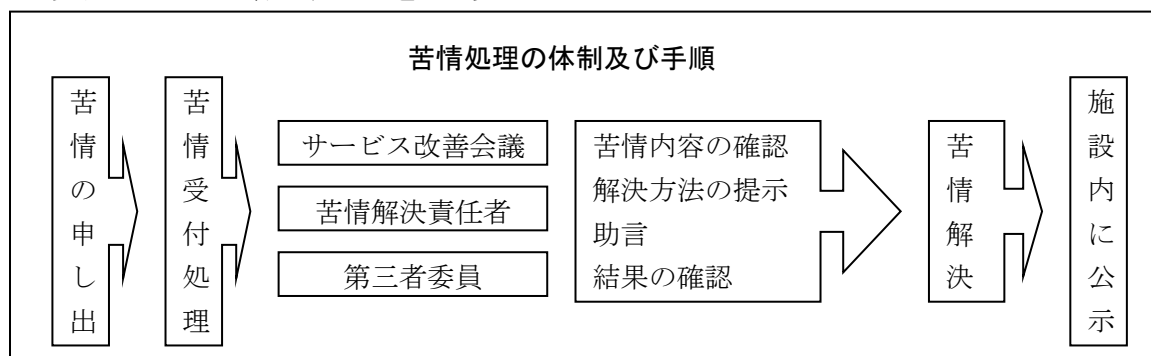 苦情処理の体制及び手順
苦情の申し出
苦情受付処理
サービス改善会議
苦情解決責任者
第三者委員
苦情内容の確認
解決方法の提示
助言
結果の確認
苦情解決
施設内に公示